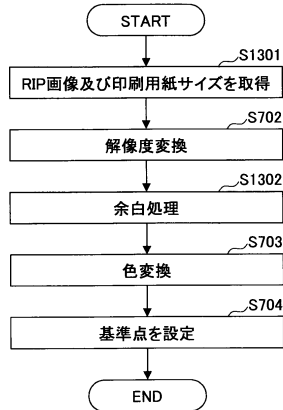 START
S1301
RIP画像及び印刷用紙サイズを取得
S702
解像度変換
S1302
余白処理
S703
色変換
S704
基準点を設定
END